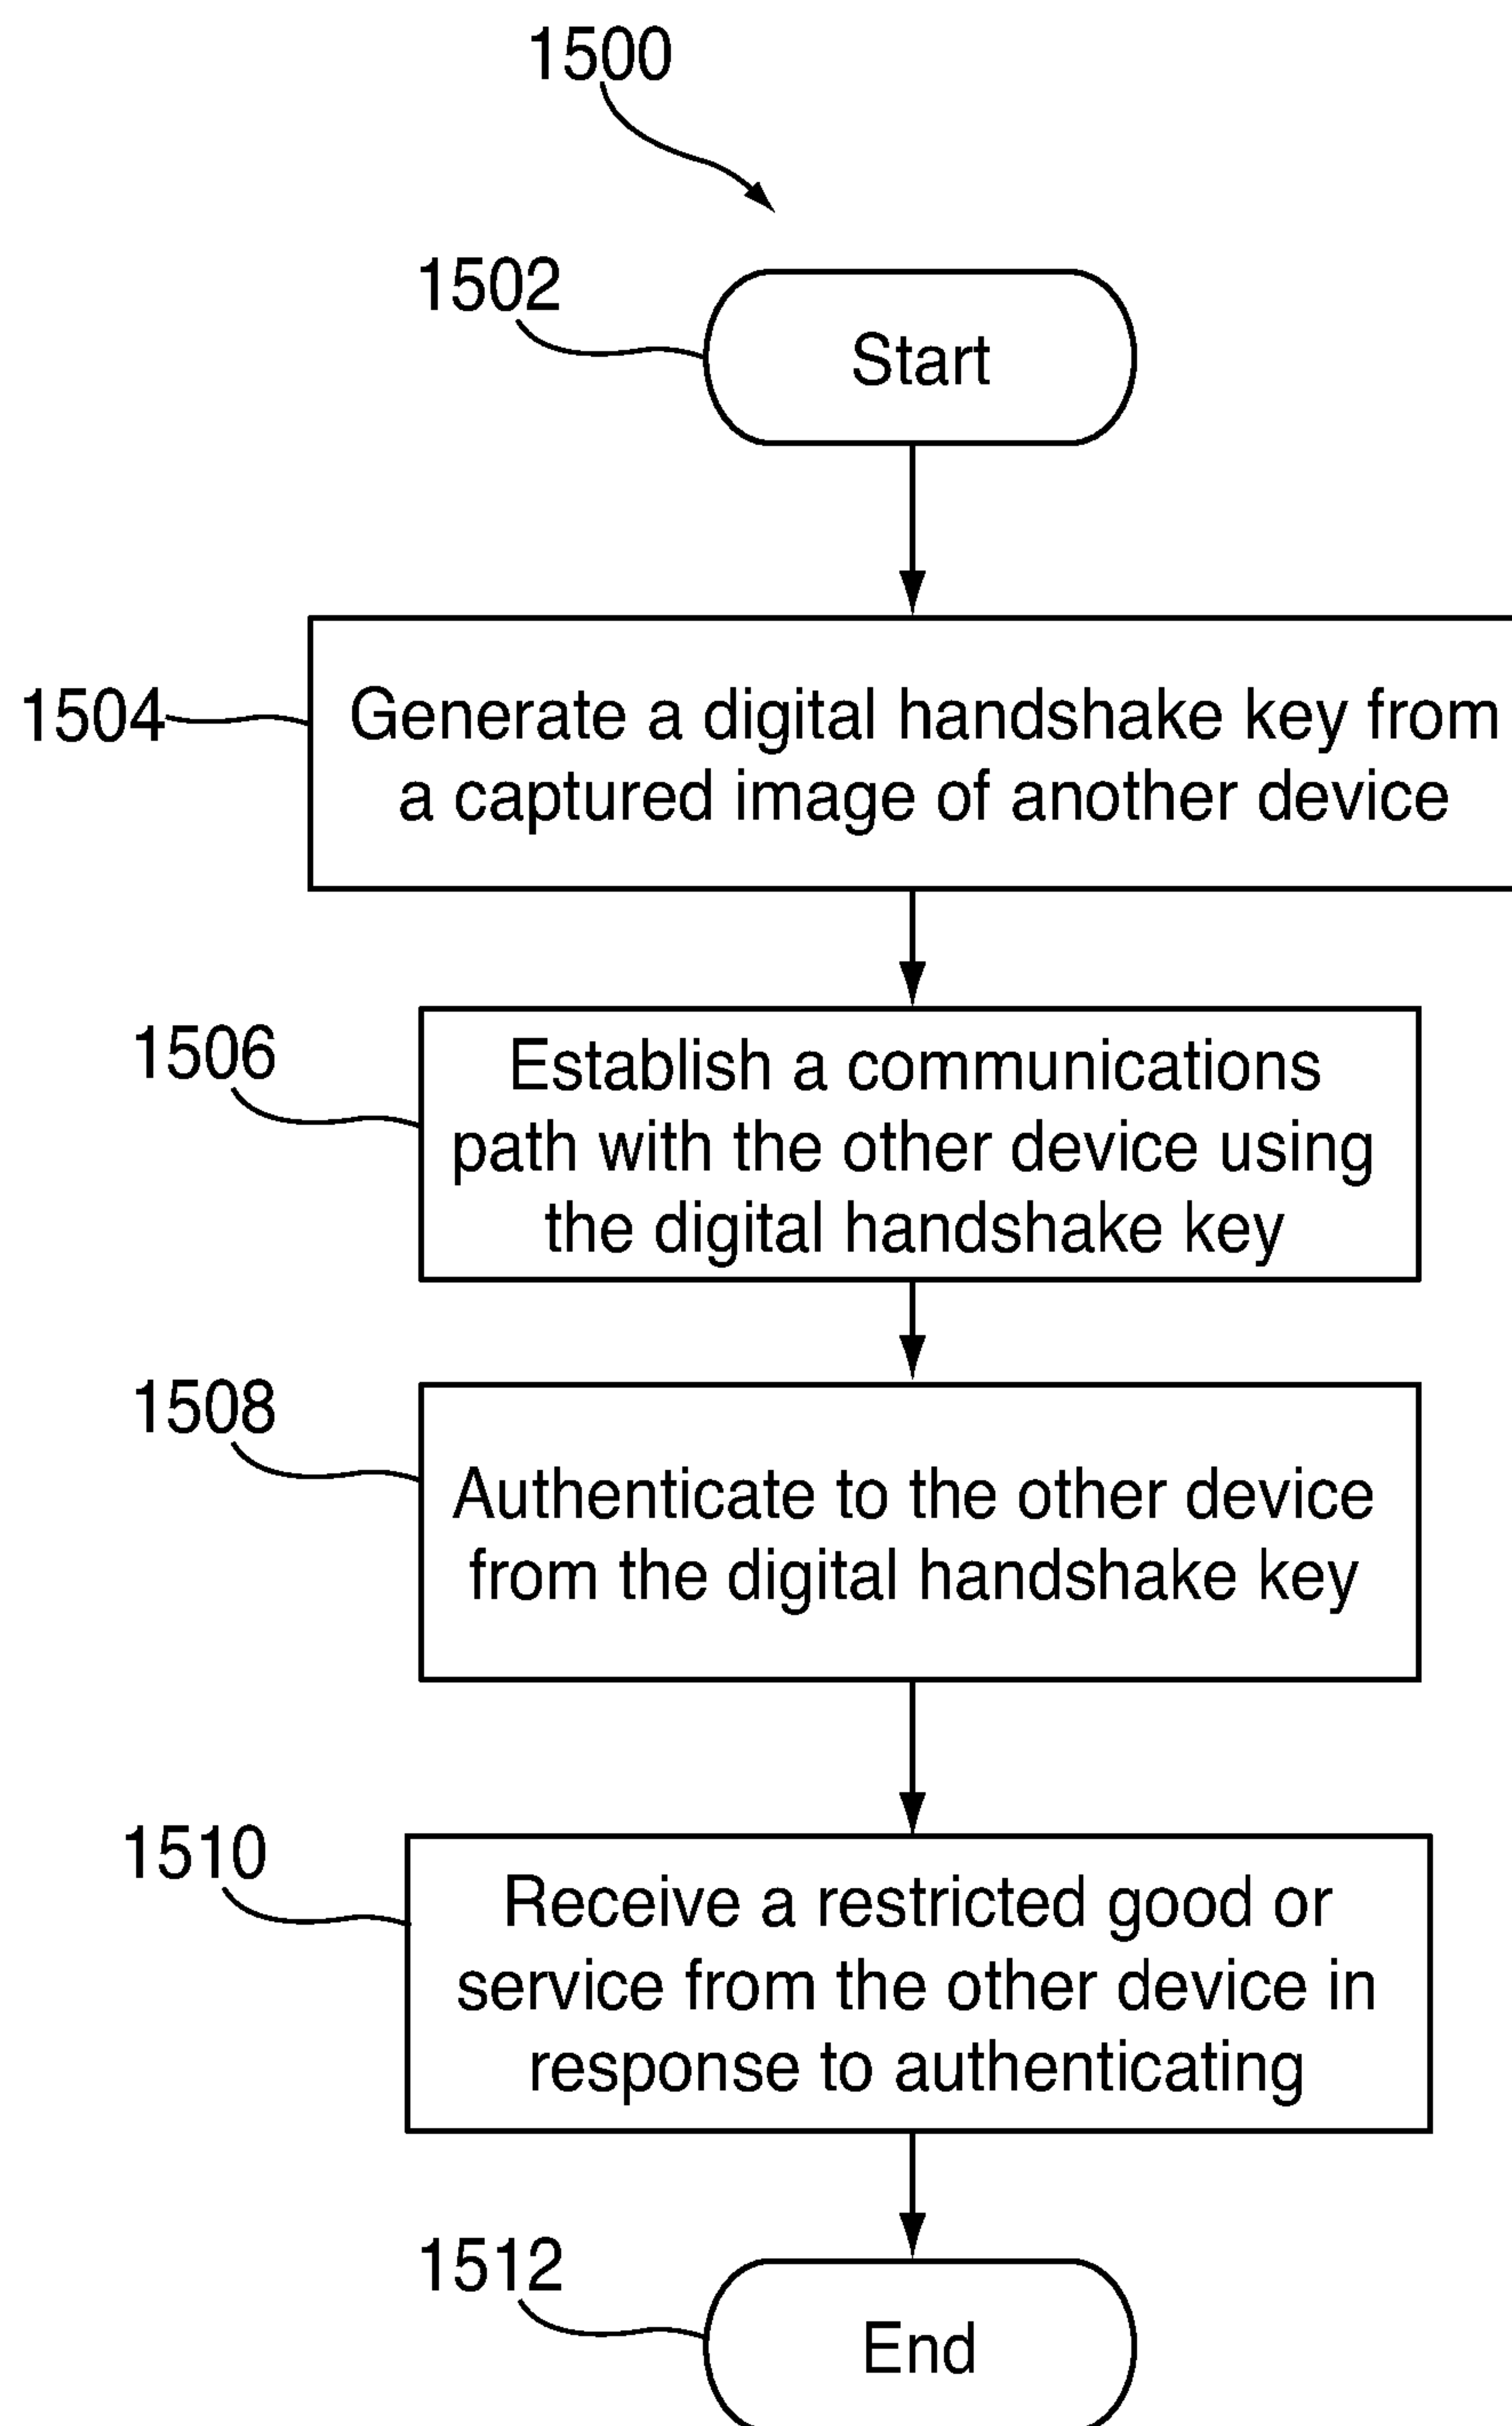 1500
1502
Start
1504
Generate a digital handshake key from
a captured image of another device
1506
Establish a communications
path with the other device using
the digital handshake key
1508
Authenticate to the other device
from the digital handshake key
1510
Receive a restricted good or
service from the other device in
response to authenticating
1512
End